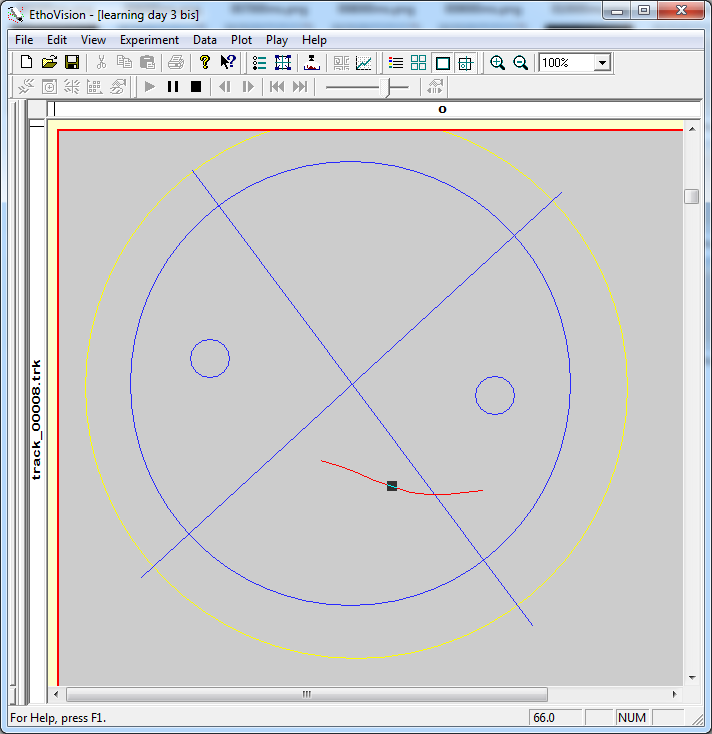 EthoVision - [learning day 3 bis]
File Edit View Experiment Data Plot Play Help
100%
0
track_00008.trk
For Help, press F1.
66.0
NUM